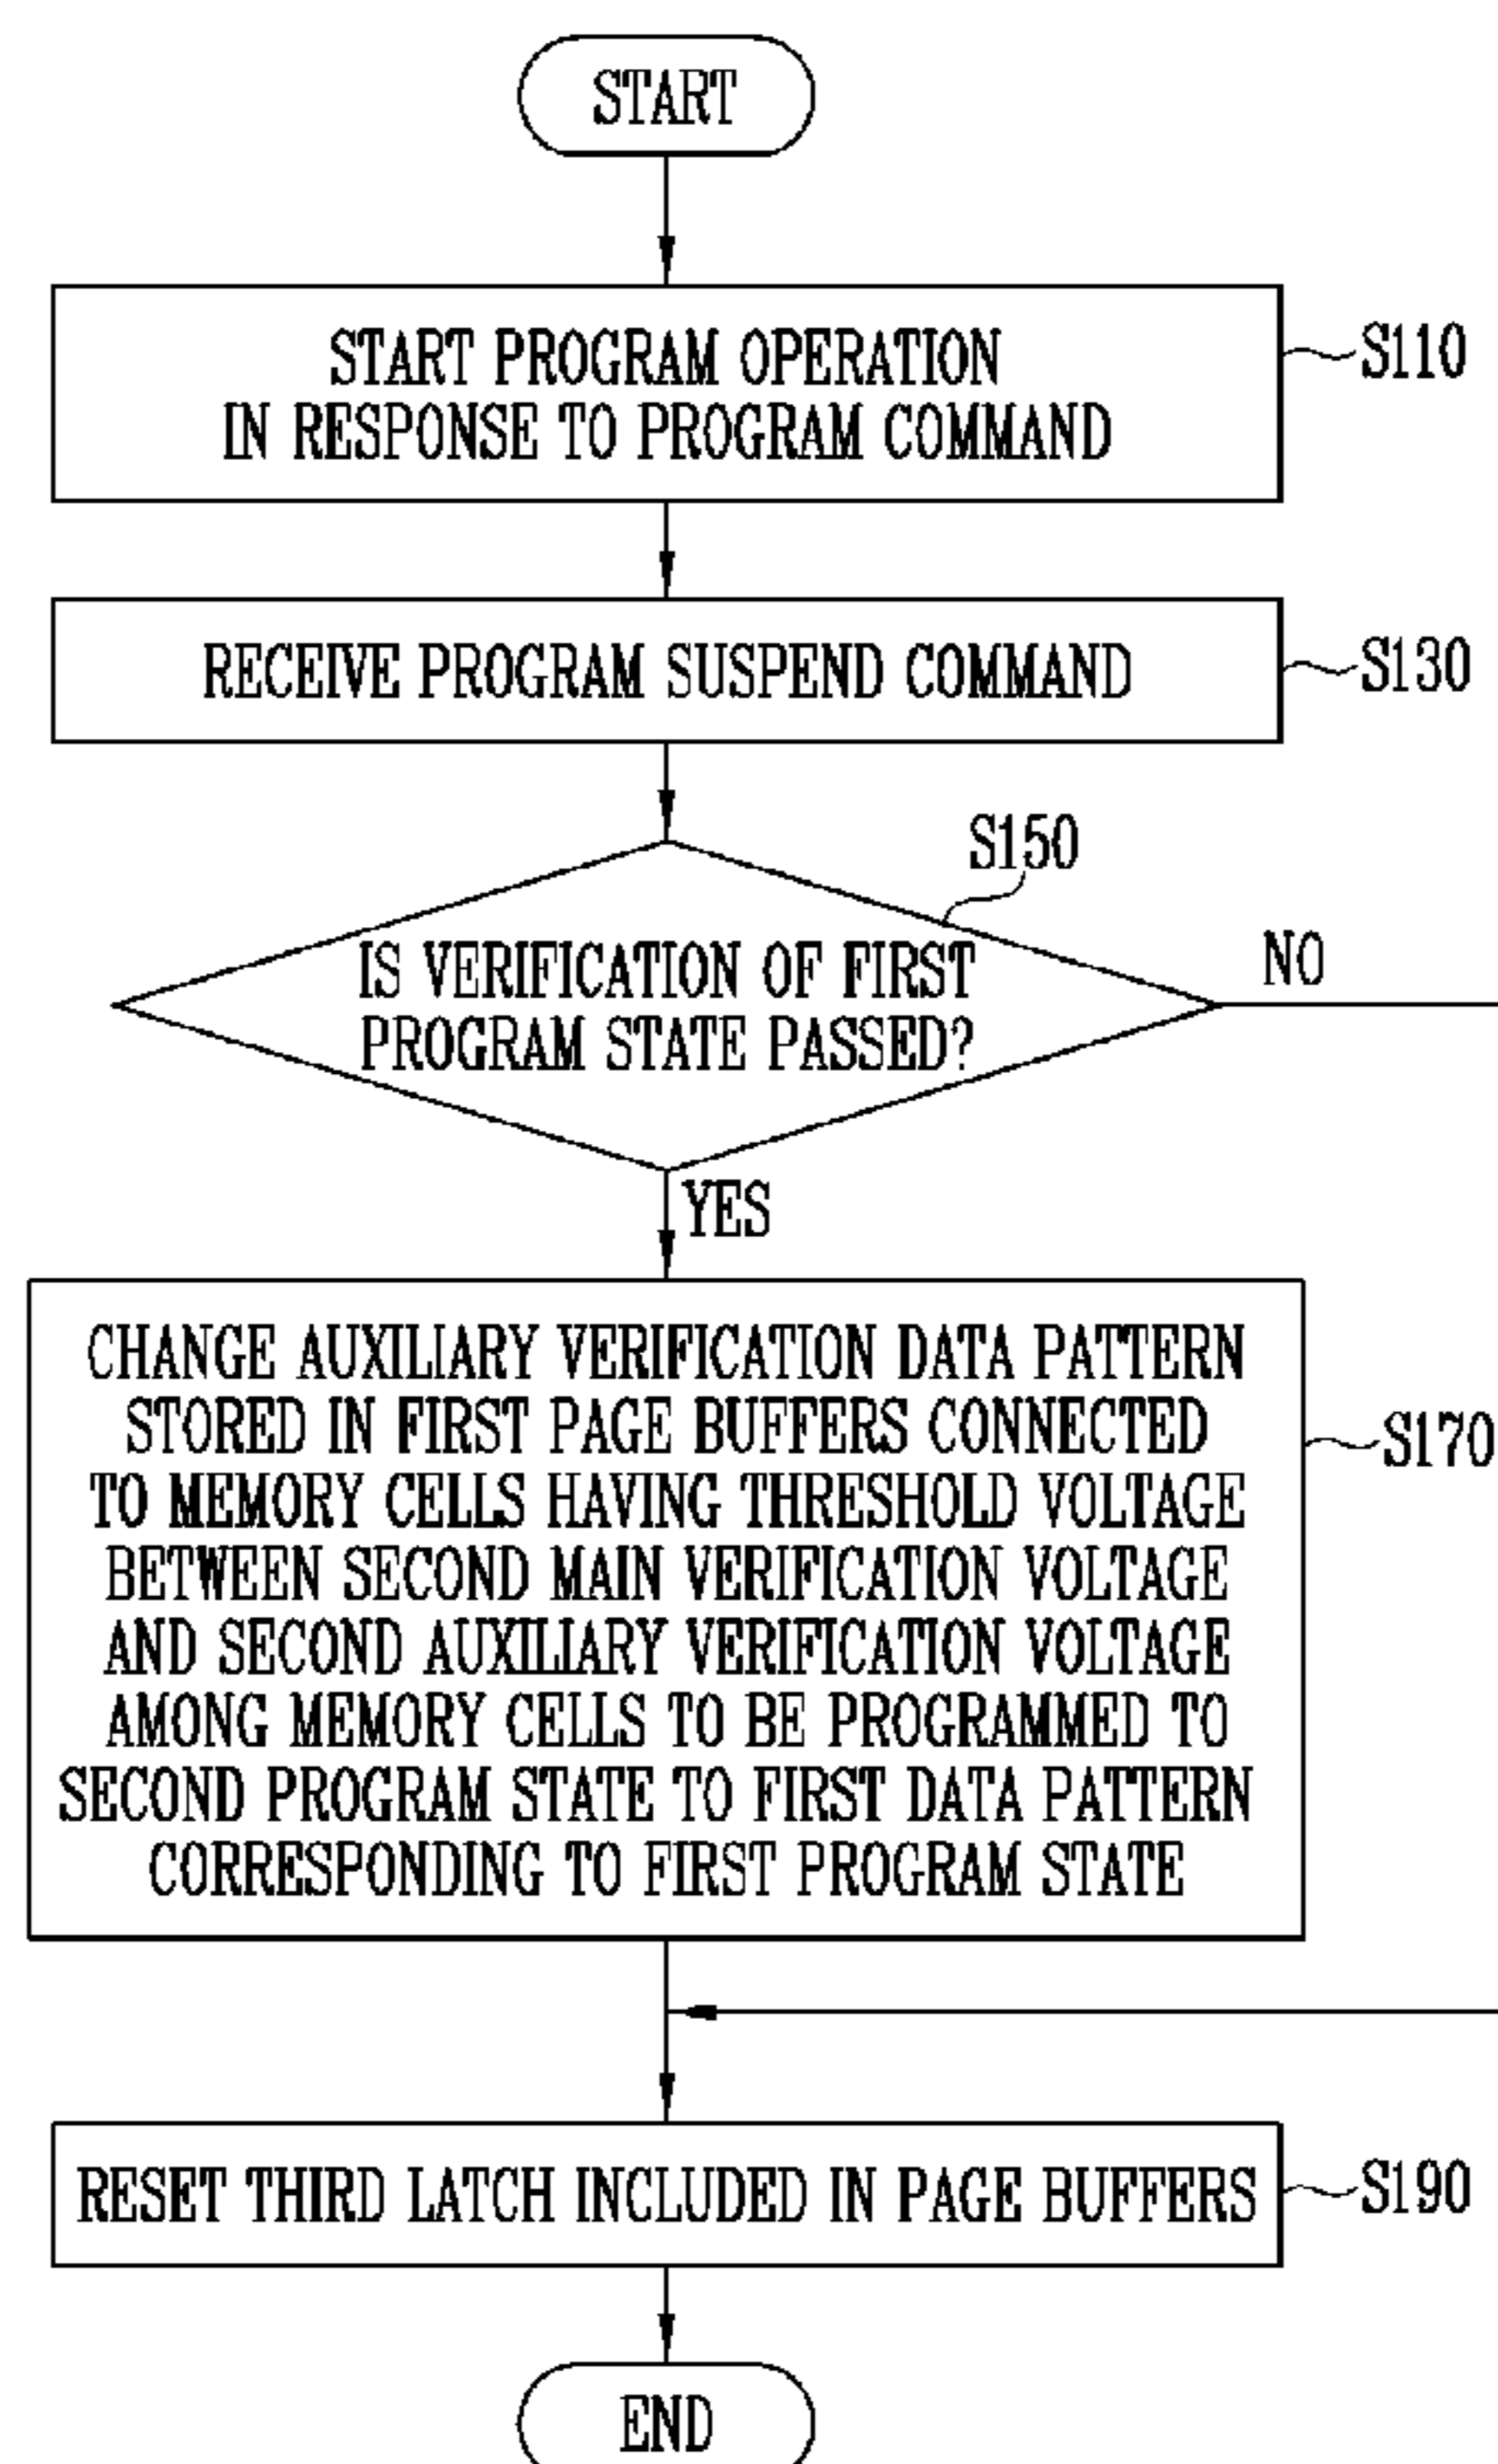 START
START PROGRAM OPERATION
IN RESPONSE TO PROGRAM COMMAND
S110
RECEIVE PROGRAM SUSPEND COMMAND
S130
S150
IS VERIFICATION OF FIRST
PROGRAM STATE PASSED?
NO
YES
CHANGE AUXILIARY VERIFICATION DATA PATTERN
STORED IN FIRST PAGE BUFFERS CONNECTED
TO MEMORY CELLS HAVING THRESHOLD VOLTAGE
BETWEEN SECOND MAIN VERIFICATION VOLTAGE
AND SECOND AUXILIARY VERIFICATION VOLTAGE
AMONG MEMORY CELLS TO BE PROGRAMMED TO
SECOND PROGRAM STATE TO FIRST DATA PATTERN
CORRESPONDING TO FIRST PROGRAM STATE
S170
RESET THIRD LATCH INCLUDED IN PAGE BUFFERS
S190
END